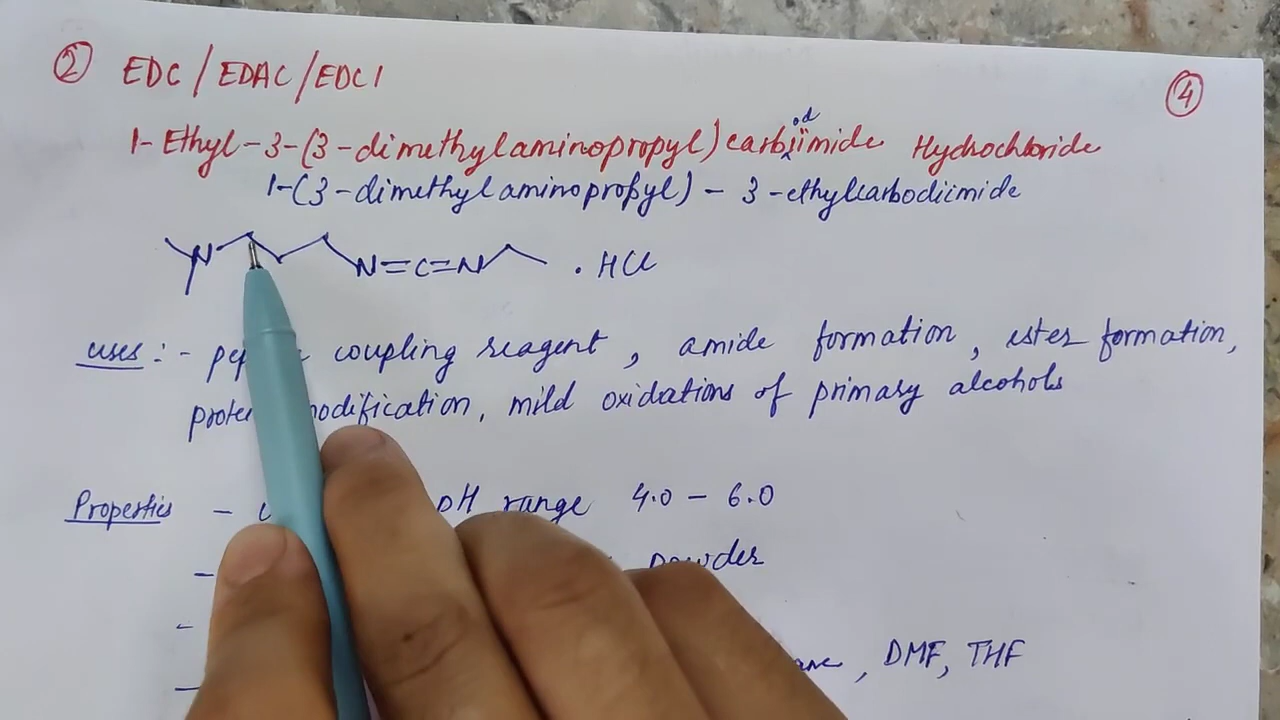 ② EDC / EDAC / EDCI
④
1-Ethyl-3-(3-dimethylaminopropyl) carbodiimide Hydrochloride
1-(3-dimethylaminopropyl) - 3-ethylcarbodiimide
N N=C=N . HCl
uses :- coupling reagent, amide formation, ester formation,
modification, mild oxidations of primary alcohols
Properties - pH range 4.0 - 6.0
- powder
-
- , DMF, THF